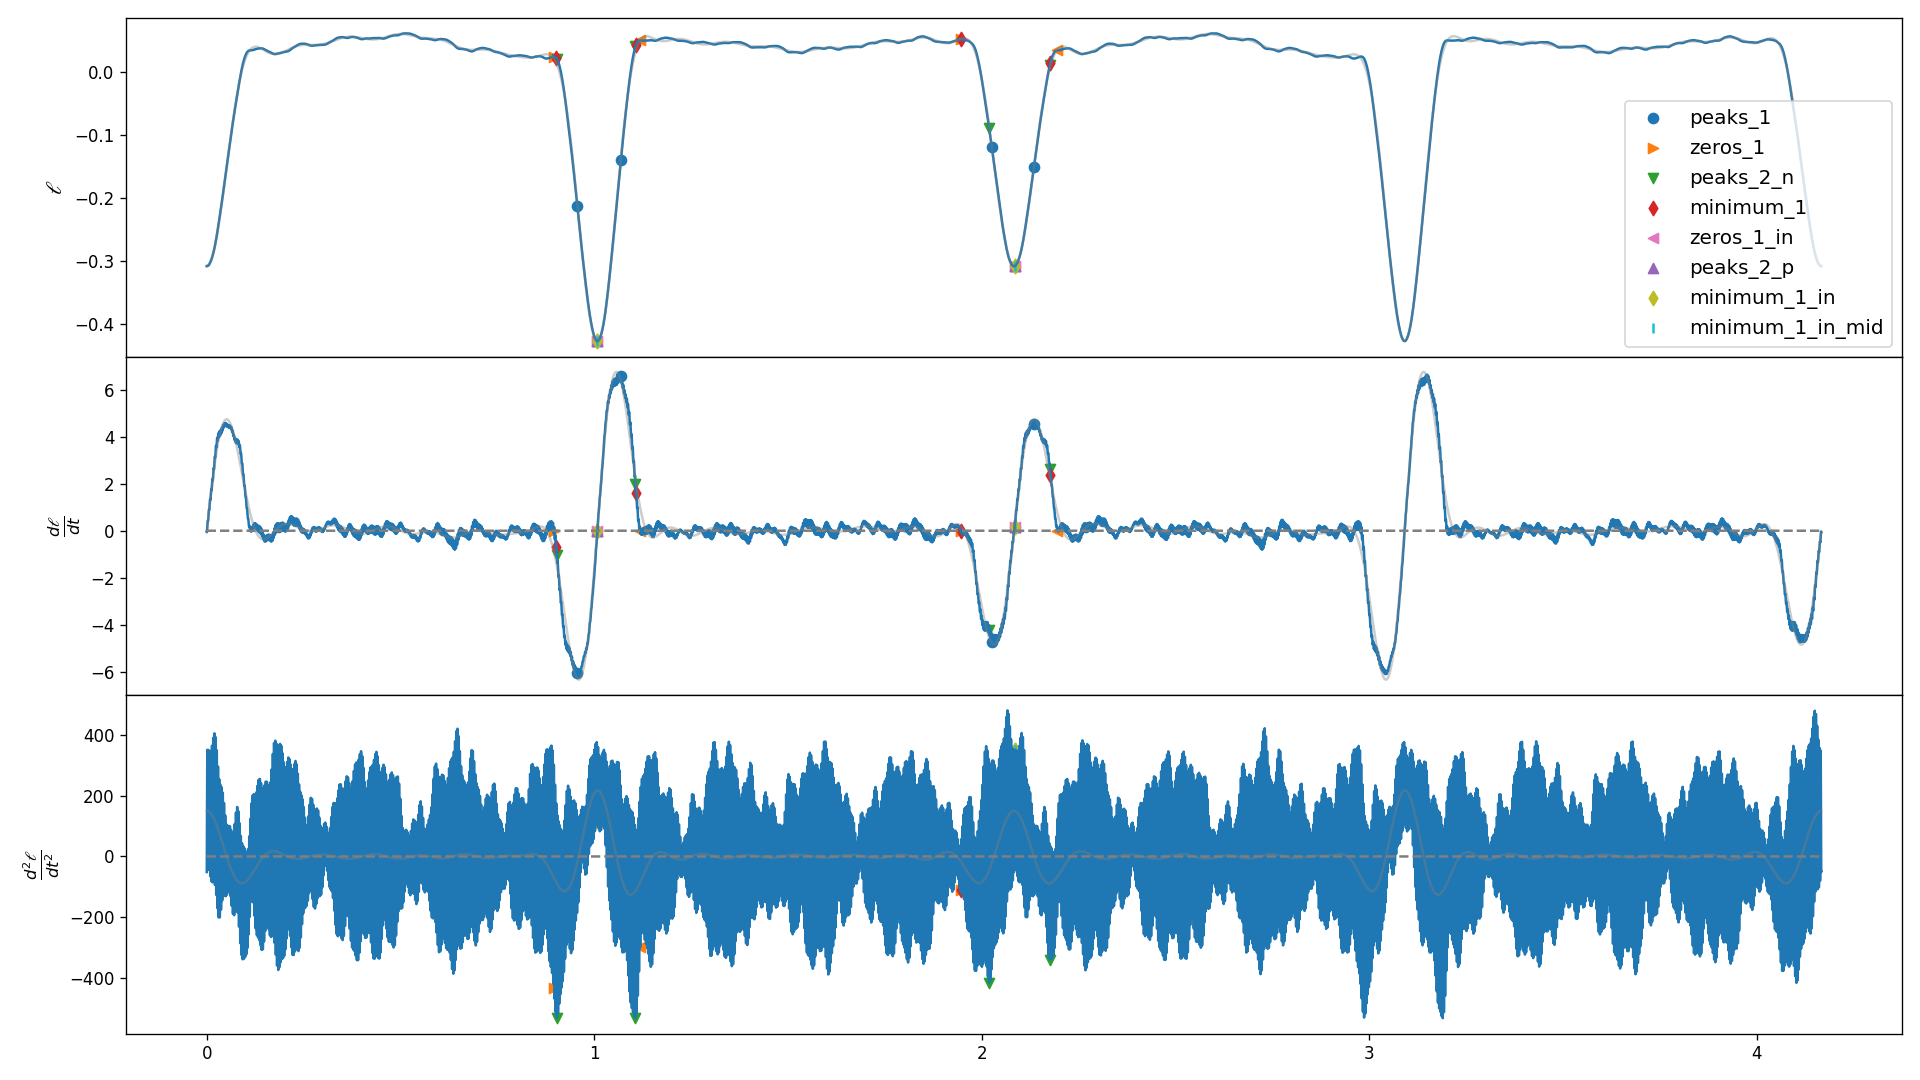 ℓ
0.0
−0.1
−0.2
−0.3
−0.4
peaks_1
zeros_1
peaks_2_n
minimum_1
zeros_1_in
peaks_2_p
minimum_1_in
minimum_1_in_mid
dℓ
dt
6
4
2
0
−2
−4
−6
d²ℓ
dt²
400
200
0
−200
−400
0 1 2 3 4